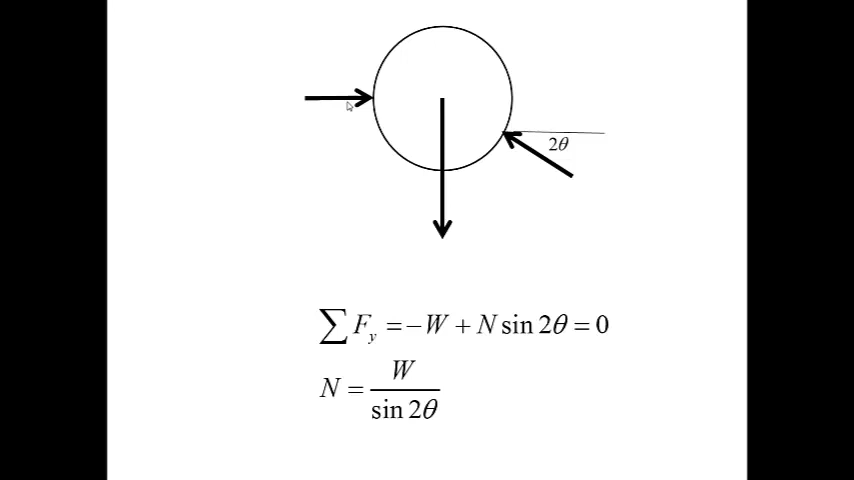 2θ
∑ F_y = −W + N sin 2θ = 0
N = W / sin 2θ